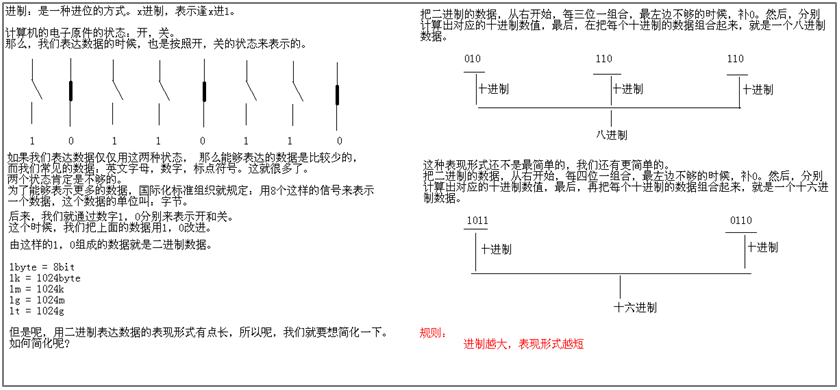 进制：是一种进位的方式。x进制，表示逢x进1。
计算机的电子原件的状态：开，关。
那么，我们表达数据的时候，也是按照开，关的状态来表示的。
1 0 1 1 0 1 1 0
如果我们表达数据仅仅用这两种状态， 那么能够表达的数据是比较少的，
而我们常见的数据：英文字母，数字，标点符号。这就很多了。
两个状态肯定是不够的。
为了能够表示更多的数据，国际化标准组织就规定：用8个这样的信号来表示
一个数据，这个数据的单位叫：字节。
后来，我们就通过数字1，0分别来表示开和关。
这个时候，我们把上面的数据用1，0改进。
由这样的1，0组成的数据就是二进制数据。
1byte = 8bit
1k = 1024byte
1m = 1024k
1g = 1024m
1t = 1024g
但是呢，用二进制表达数据的表现形式有点长，所以呢，我们就要想简化一下。
如何简化呢？
把二进制的数据，从右开始，每三位一组合，最左边不够的时候，补0。然后，分别
计算出对应的十进制数值，最后，在把每个十进制的数据组合起来，就是一个八进制
数据。
010 110 110
十进制 十进制 十进制
八进制
这种表现形式还不是最简单的，我们还有更简单的。
把二进制的数据，从右开始，每四位一组合，最左边不够的时候，补0。然后，分别
计算出对应的十进制数值，最后，再把每个十进制的数据组合起来，就是一个十六进
制数据。
1011 0110
十进制 十进制
十六进制
规则：
进制越大，表现形式越短